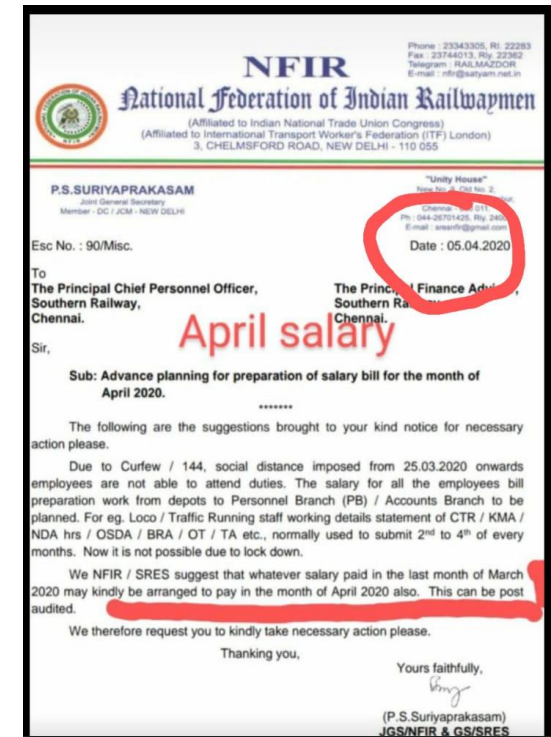 Phone : 23343305, Rl. 22283
Fax : 23744013, Rly. 22362
Telegram : RAILMAZDOR
E-mail : nfir@satyam.net.in
NFIR
National Federation of Indian Railwaymen
(Affiliated to Indian National Trade Union Congress)
(Affiliated to International Transport Worker's Federation (ITF) London)
3, CHELMSFORD ROAD, NEW DELHI - 110 055
P.S.SURIYAPRAKASAM
Joint General Secretary
Member - DC / JCM - NEW DELHI
"Unity House"
New No. Old No. 2,
Chennai - 011.
Ph : 044-26701425, Rly.
E-mail : sresnfir@gmail.com
Esc No. : 90/Misc.
Date : 05.04.2020
To
The Principal Chief Personnel Officer,
Southern Railway,
Chennai.
The Finance
Southern
Chennai.
April salary
Sir,
Sub: Advance planning for preparation of salary bill for the month of
April 2020.
*******
The following are the suggestions brought to your kind notice for necessary
action please.
Due to Curfew / 144, social distance imposed from 25.03.2020 onwards
employees are not able to attend duties. The salary for all the employees bill
preparation work from depots to Personnel Branch (PB) / Accounts Branch to be
planned. For eg. Loco / Traffic Running staff working details statement of CTR / KMA /
NDA hrs / OSDA / BRA / OT / TA etc., normally used to submit 2nd to 4th of every
months. Now it is not possible due to lock down.
We NFIR / SRES suggest that whatever salary paid in the last month of March
2020 may kindly be arranged to pay in the month of April 2020 also. This can be post
audited.
We therefore request you to kindly take necessary action please.
Thanking you,
Yours faithfully,
(P.S.Suriyaprakasam)
JGS/NFIR & GS/SRES